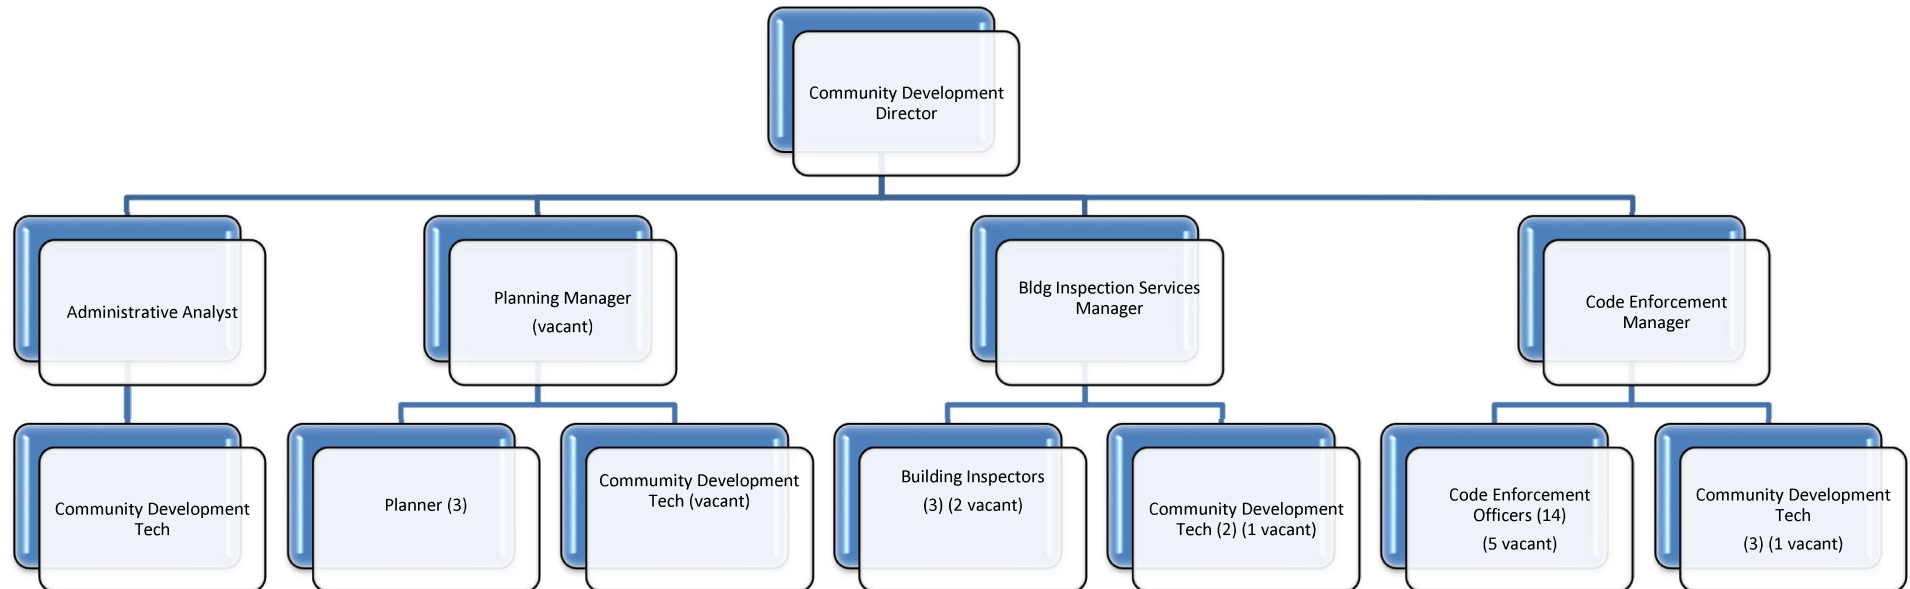 Community Development
Director
Administrative Analyst
Planning Manager
(vacant)
Bldg Inspection Services
Manager
Code Enforcement
Manager
Community Development
Tech
Planner (3)
Commumity Development
Tech (vacant)
Building Inspectors
(3) (2 vacant)
Community Development
Tech (2) (1 vacant)
Code Enforcement
Officers (14)
(5 vacant)
Community Development
Tech
(3) (1 vacant)